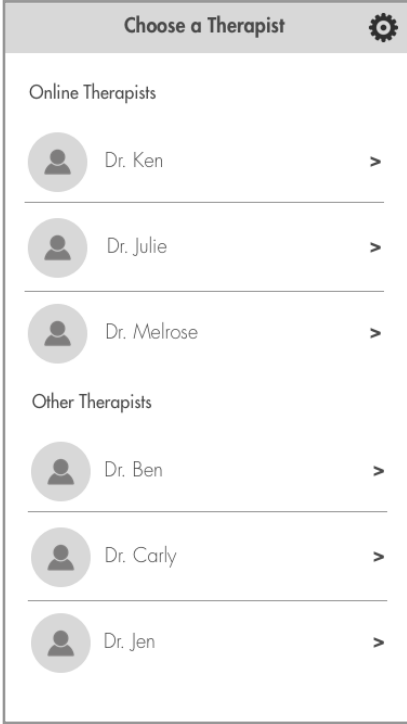 Choose a Therapist
Online Therapists
Dr. Ken >
Dr. Julie >
Dr. Melrose >
Other Therapists
Dr. Ben >
Dr. Carly >
Dr. Jen >